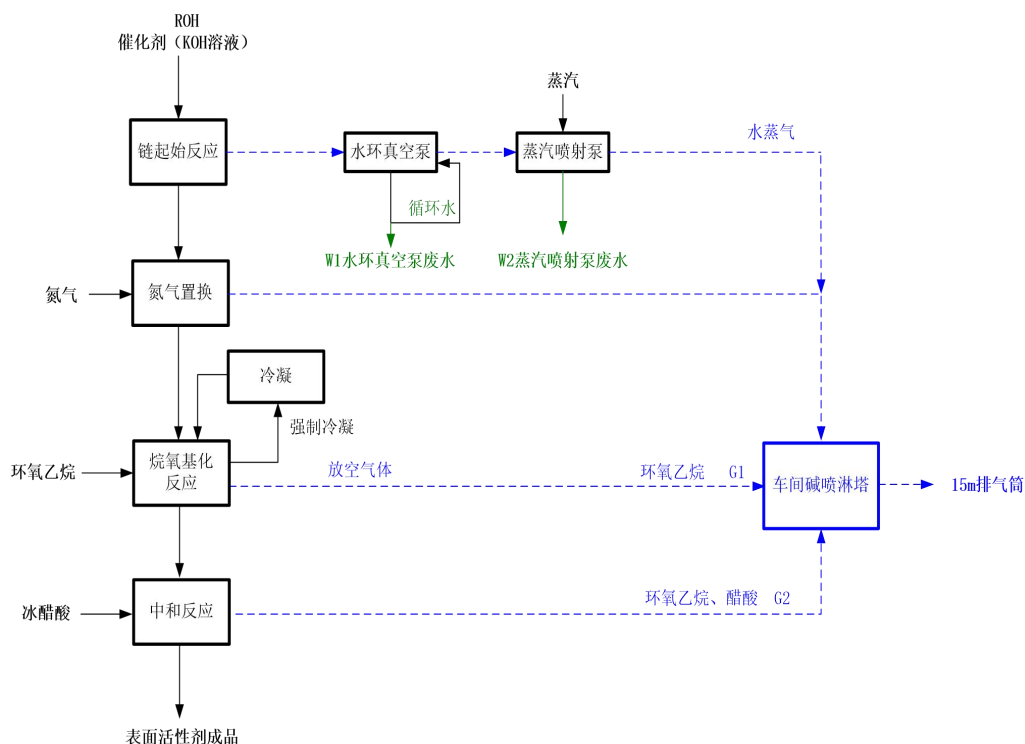 ROH
催化剂（KOH溶液）
蒸汽
水蒸气
链起始反应
水环真空泵
蒸汽喷射泵
循环水
W1水环真空泵废水
W2蒸汽喷射泵废水
氮气
氮气置换
冷凝
强制冷凝
环氧乙烷
烷氧基化
反应
放空气体
环氧乙烷 G1
车间碱喷淋塔
15m排气筒
冰醋酸
中和反应
环氧乙烷、醋酸 G2
表面活性剂成品